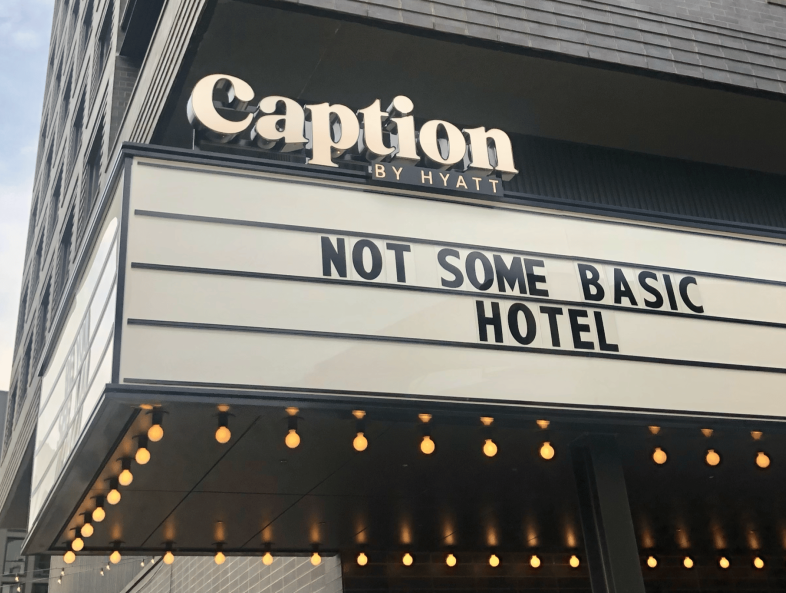 Caption
BY HYATT
NOT SOME BASIC
HOTEL